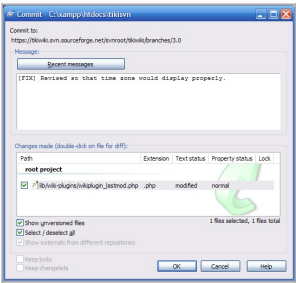 Commit - C:\xampp\htdocs\tikisvn
Commit to:
https://tikiwiki.svn.sourceforge.net/svnroot/tikiwiki/branches/3.0
Message:
Recent messages
[FIX] Revised so that time zone would display properly.
Changes made (double-click on file for diff):
Path Extension Text status Property status Lock
root project
lib/wiki-plugins/wikiplugin_lastmod.php .php modified normal
Show unversioned files 1 files selected, 1 files total
Select / deselect all
Show externals from different repositories
Keep locks
Keep changelists
OK Cancel Help